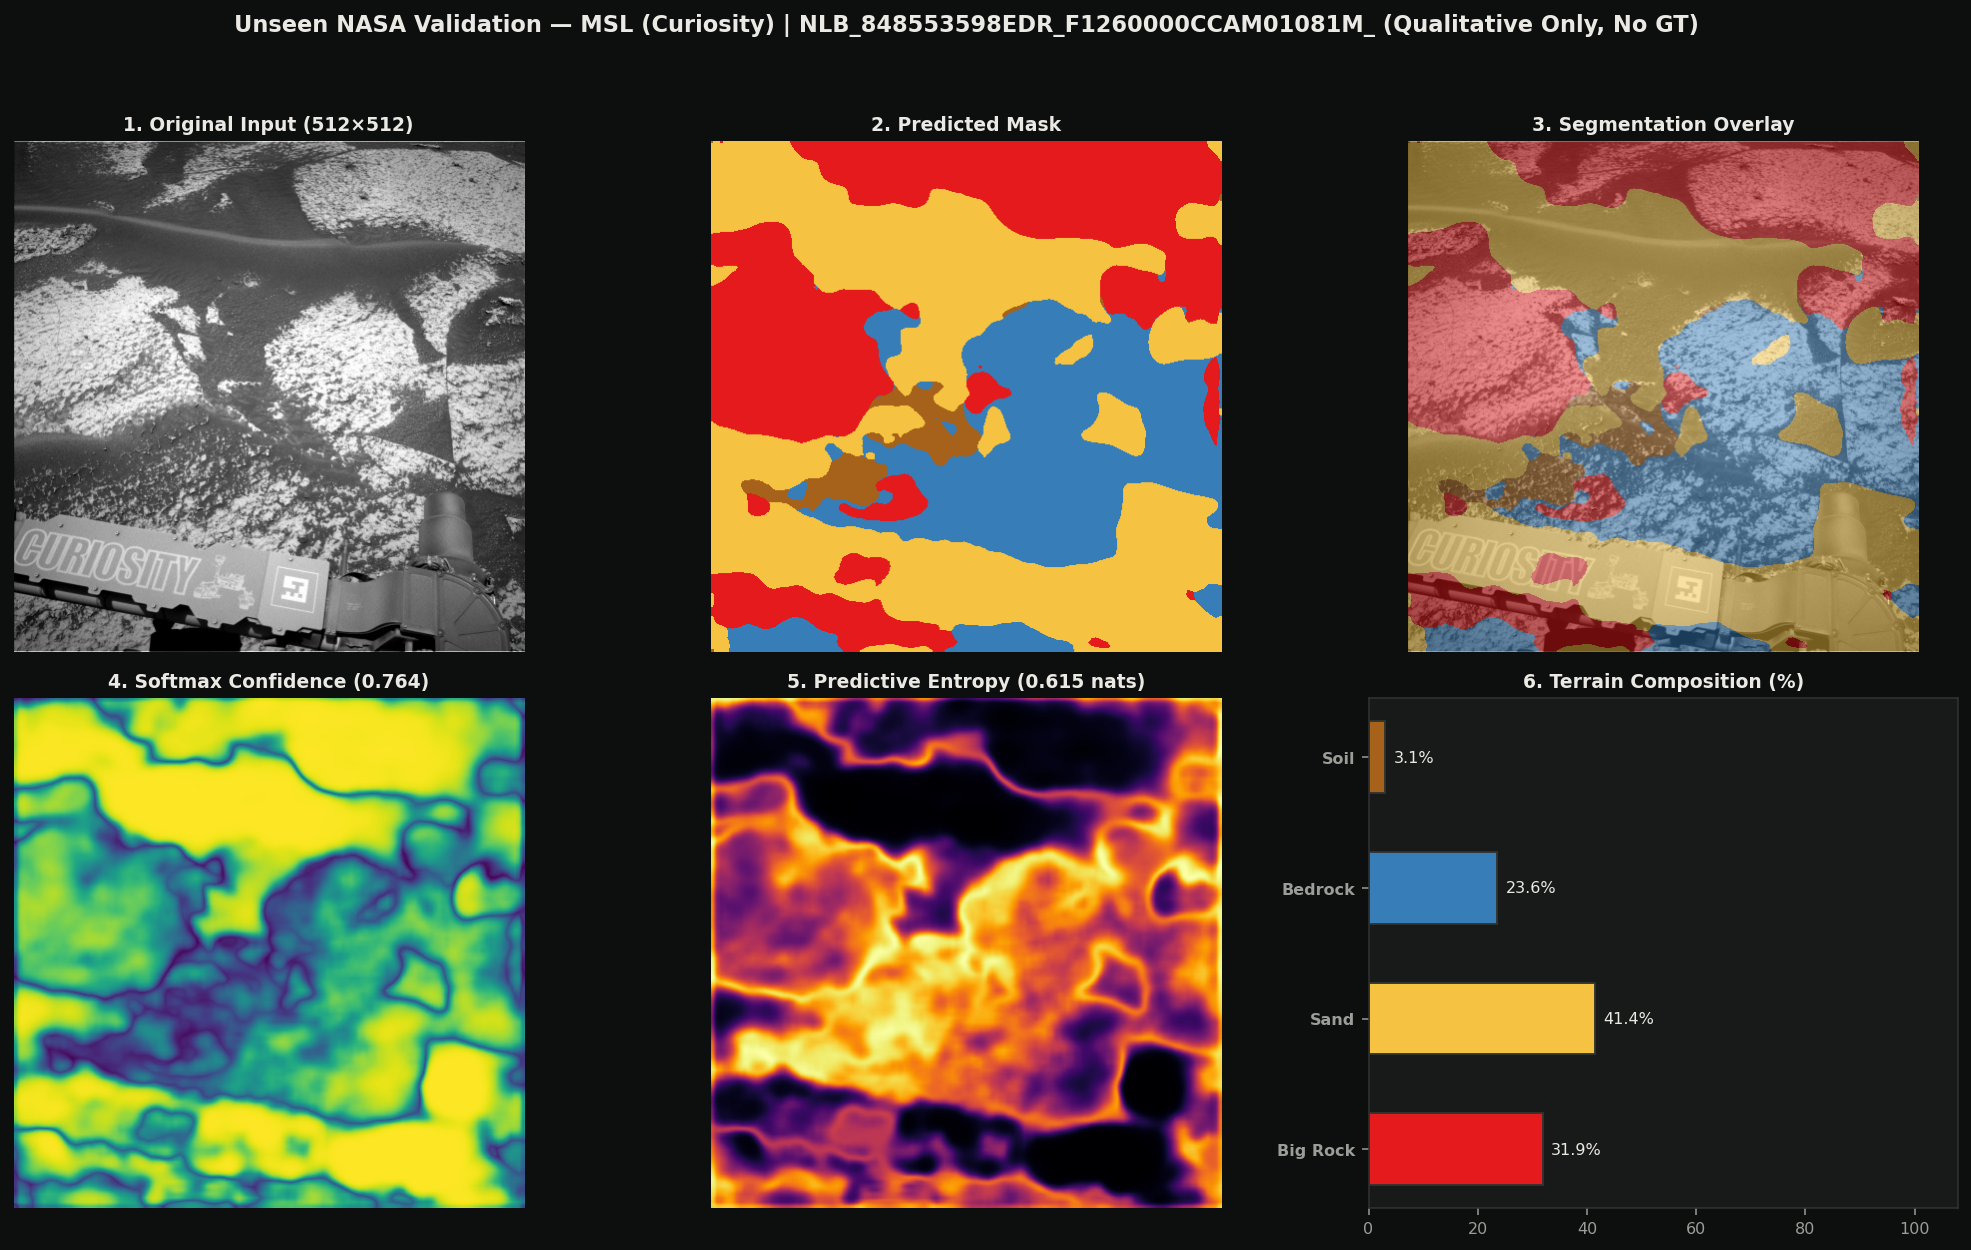 Unseen NASA Validation — MSL (Curiosity) | NLB_848553598EDR_F1260000CCAM01081M_ (Qualitative Only, No GT)
1. Original Input (512×512)
2. Predicted Mask
3. Segmentation Overlay
CURIOSITY
CURIOSITY
4. Softmax Confidence (0.764)
5. Predictive Entropy (0.615 nats)
6. Terrain Composition (%)
Soil
3.1%
Bedrock
23.6%
Sand
41.4%
Big Rock
31.9%
0 20 40 60 80 100